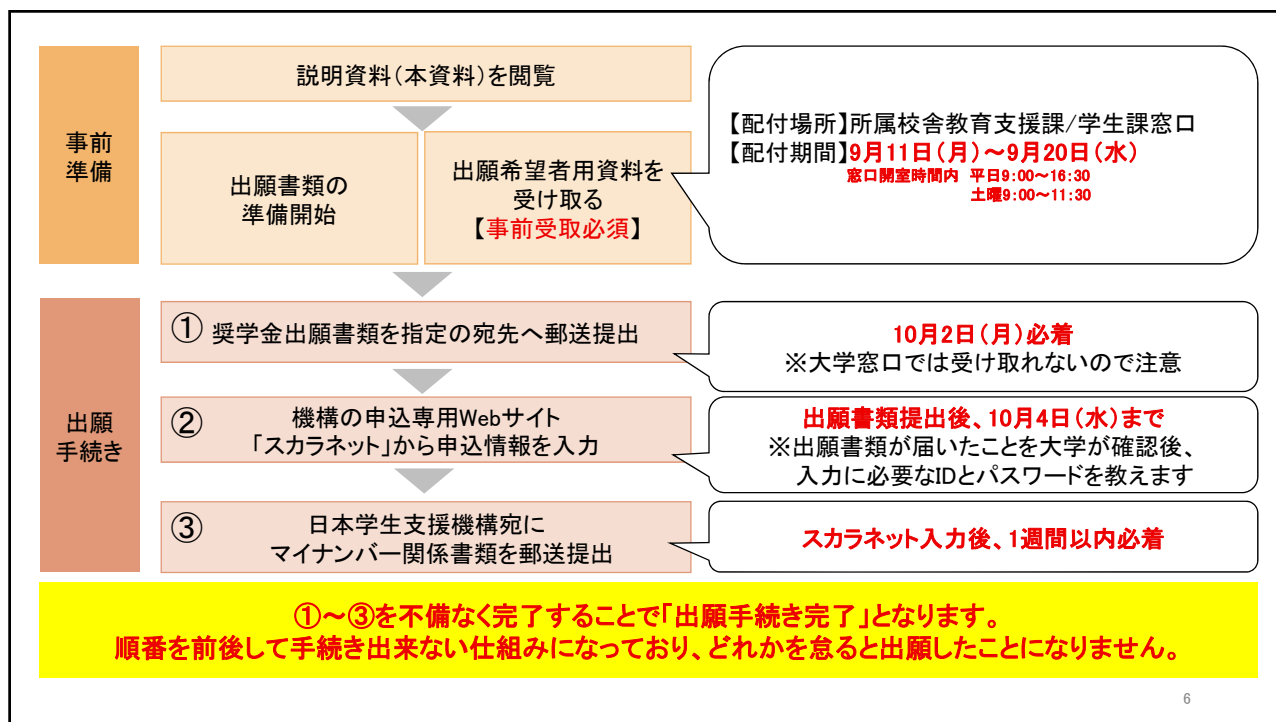 事前
準備
説明資料(本資料)を閲覧
出願書類の
準備開始
出願希望者用資料を
受け取る
【事前受取必須】
【配付場所】所属校舎教育支援課/学生課窓口
【配付期間】9月11日(月)～9月20日(水)
窓口開室時間内 平日9:00～16:30
土曜9:00～11:30
出願
手続き
① 奨学金出願書類を指定の宛先へ郵送提出
10月2日(月)必着
※大学窓口では受け取れないので注意
② 機構の申込専用Webサイト
「スカラネット」から申込情報を入力
出願書類提出後、10月4日(水)まで
※出願書類が届いたことを大学が確認後、
入力に必要なIDとパスワードを教えます
③ 日本学生支援機構宛に
マイナンバー関係書類を郵送提出
スカラネット入力後、1週間以内必着
①～③を不備なく完了することで「出願手続き完了」となります。
順番を前後して手続き出来ない仕組みになっており、どれかを怠ると出願したことになりません。
6